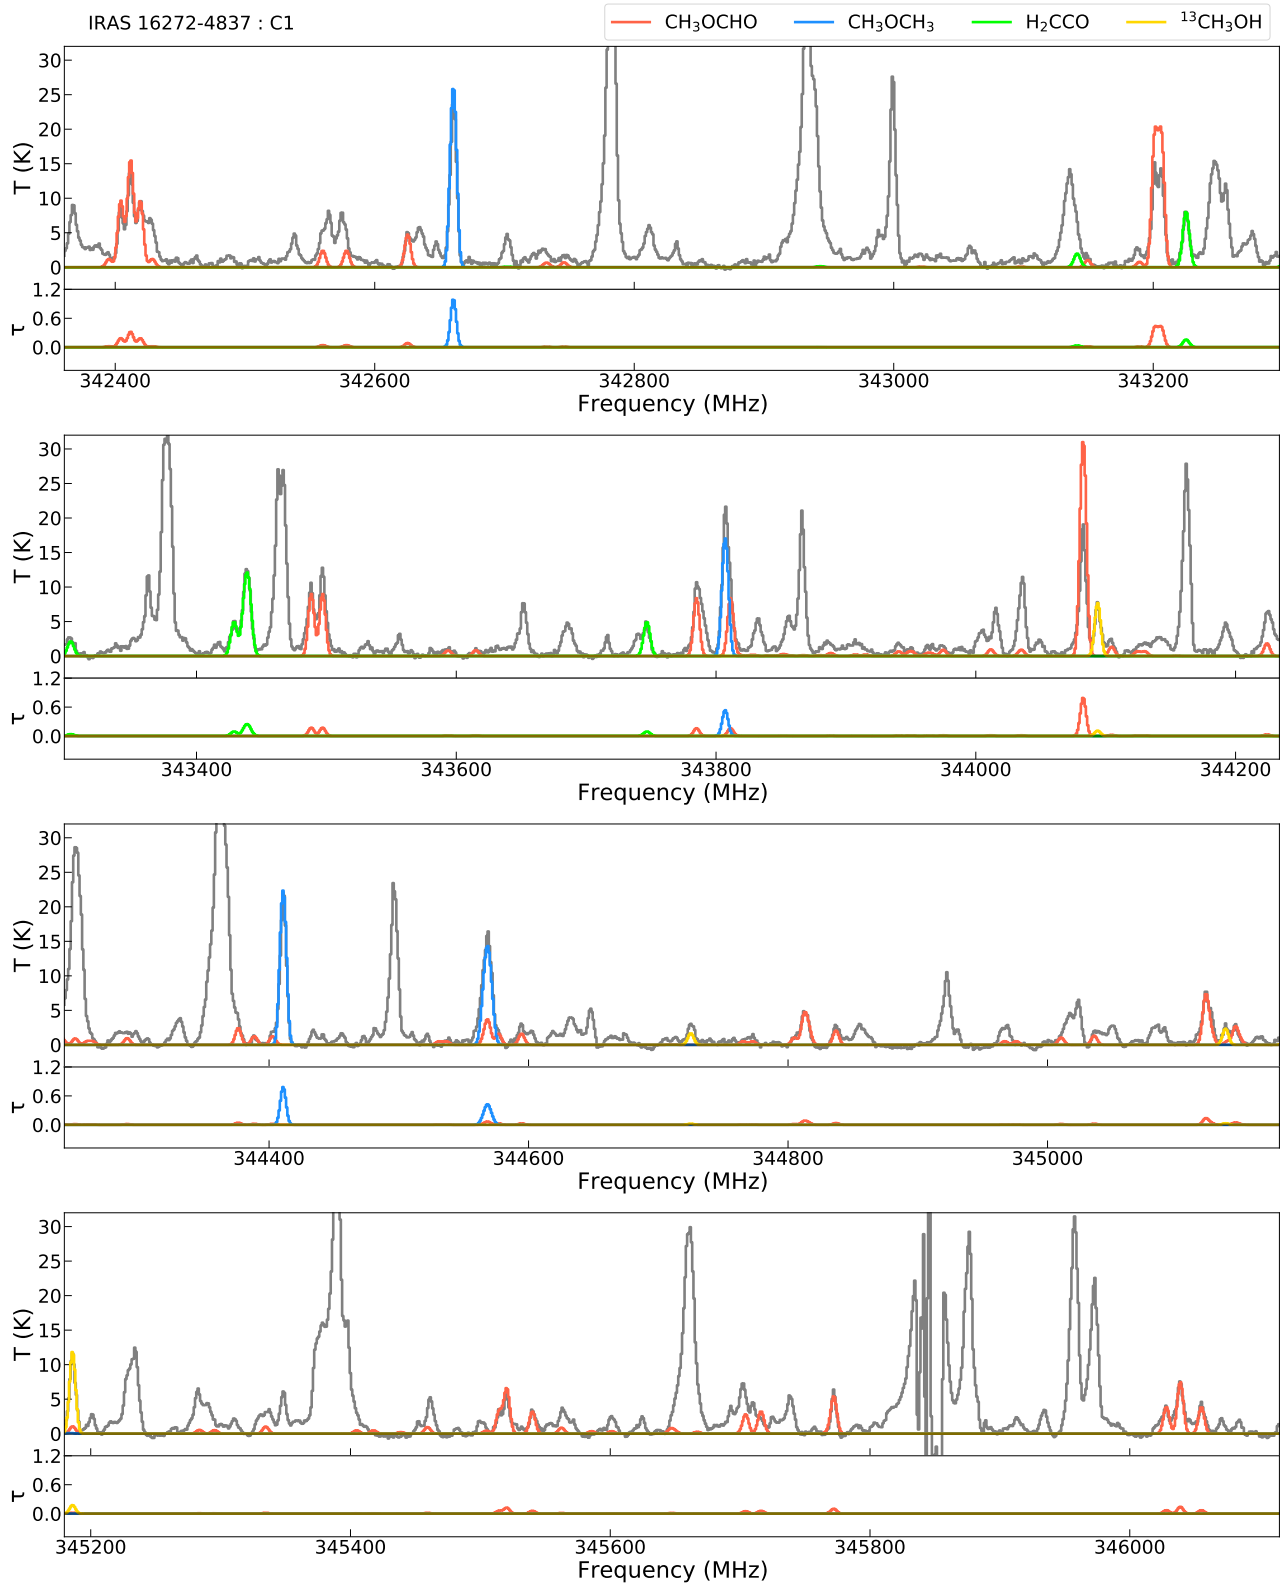 IRAS 16272-4837 : C1
CH₃OCHO CH₃OCH₃ H₂CCO ¹³CH₃OH
30
25
20
15
10
5
0
T (K)
1.2
0.6
0.0
τ
342400 342600 342800 343000 343200
Frequency (MHz)
30
25
20
15
10
5
0
T (K)
1.2
0.6
0.0
τ
343400 343600 343800 344000 344200
Frequency (MHz)
30
25
20
15
10
5
0
T (K)
1.2
0.6
0.0
τ
344400 344600 344800 345000
Frequency (MHz)
30
25
20
15
10
5
0
T (K)
1.2
0.6
0.0
τ
345200 345400 345600 345800 346000
Frequency (MHz)